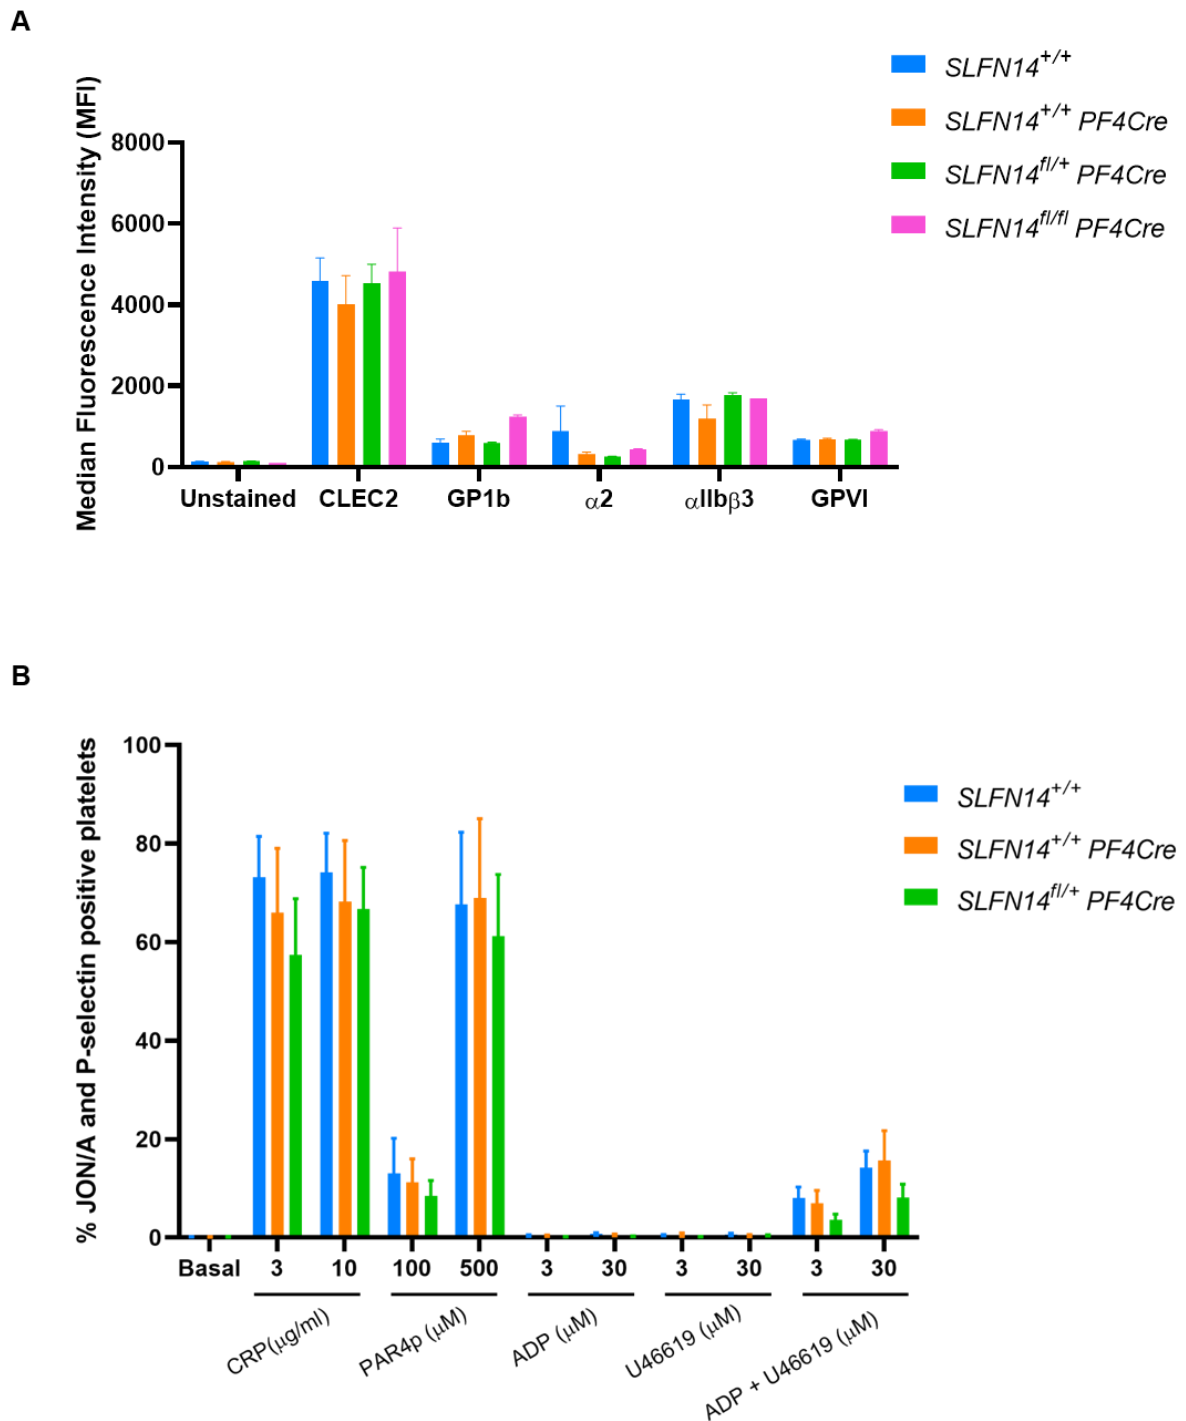 A
Median Fluorescence Intensity (MFI)
8000
6000
4000
2000
0
Unstained CLEC2 GP1b α2 αIIbβ3 GPVI
SLFN14+/+
SLFN14+/+ PF4Cre
SLFN14fl/+ PF4Cre
SLFN14fl/fl PF4Cre
B
% JON/A and P-selectin positive platelets
100
80
60
40
20
0
Basal 3 10 100 500 3 30 3 30 3 30
CRP(μg/ml) PAR4p (μM) ADP (μM) U46619 (μM) ADP + U46619 (μM)
SLFN14+/+
SLFN14+/+ PF4Cre
SLFN14fl/+ PF4Cre